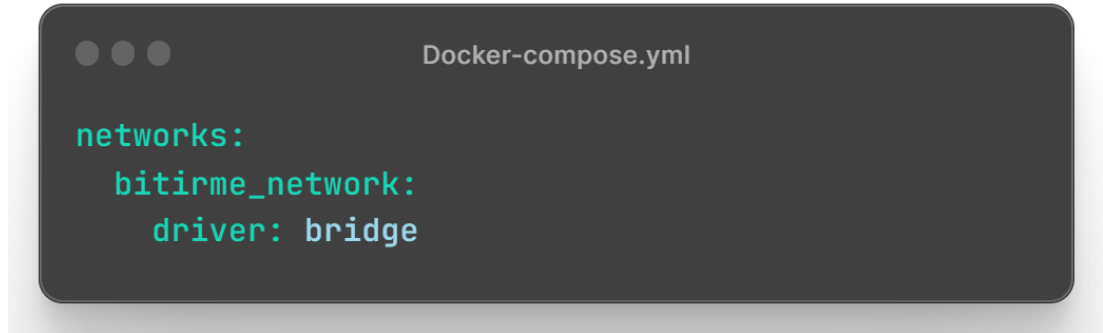 Docker-compose.yml
networks:
  bitirme_network:
    driver: bridge